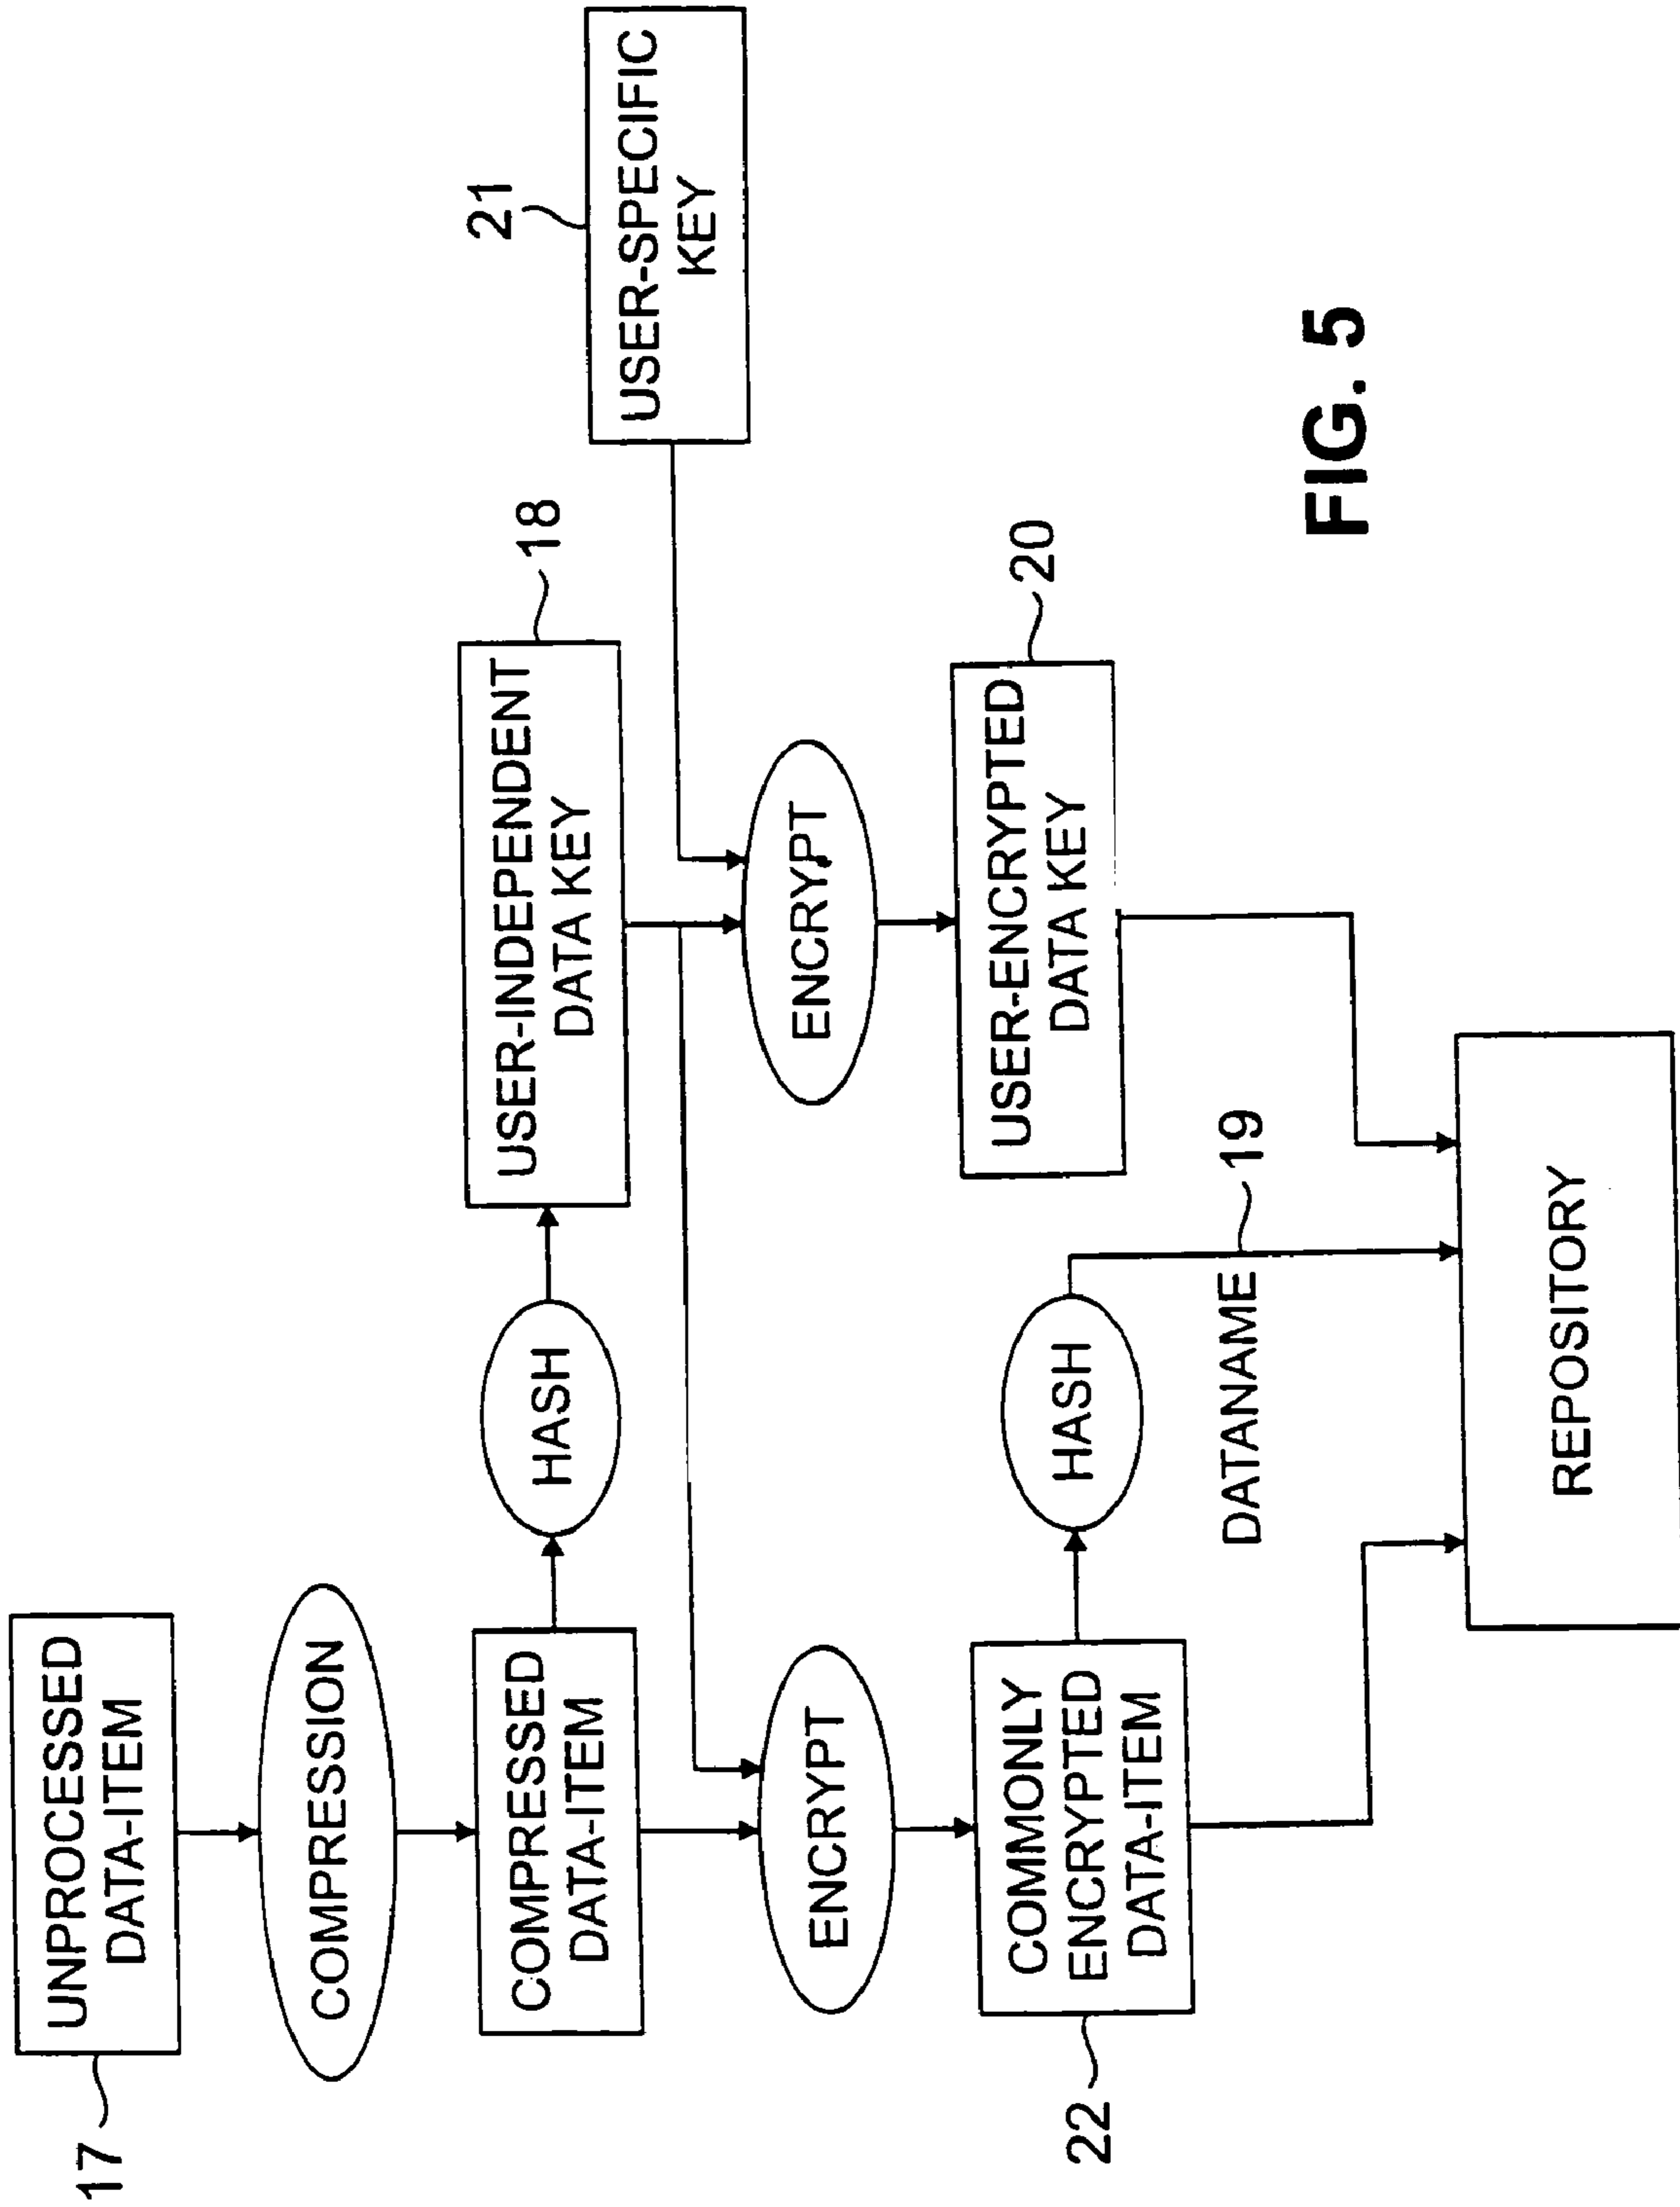 17
UNPROCESSED
DATA-ITEM
COMPRESSION
COMPRESSED
DATA-ITEM
HASH
USER-INDEPENDENT
DATA KEY
18
21
USER-SPECIFIC
KEY
ENCRYPT
ENCRYPT
22
COMMONLY
ENCRYPTED
DATA-ITEM
HASH
USER-ENCRYPTED
DATA KEY
20
DATANAME
19
REPOSITORY
FIG. 5